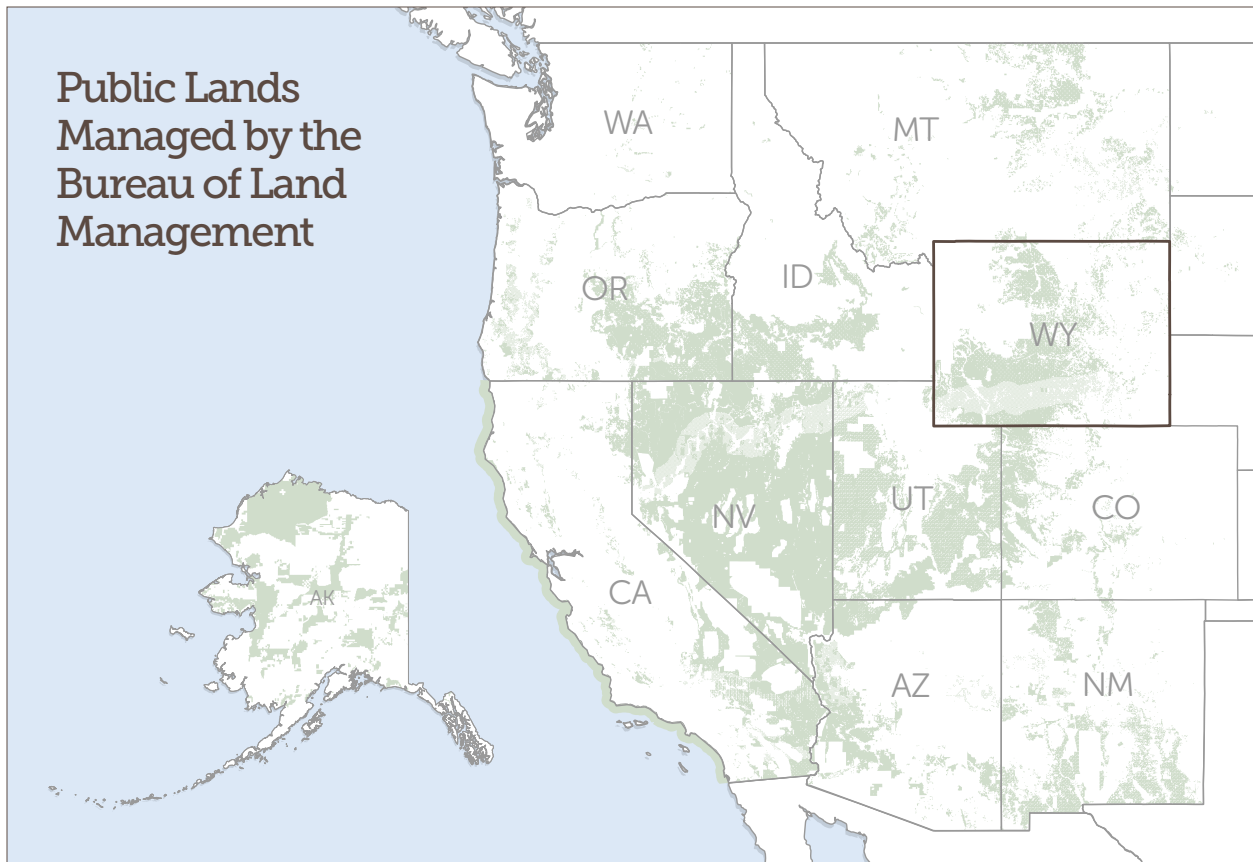 Public Lands
Managed by the
Bureau of Land
Management
WA
MT
OR
ID
WY
NV
UT
CO
CA
AK
AZ
NM